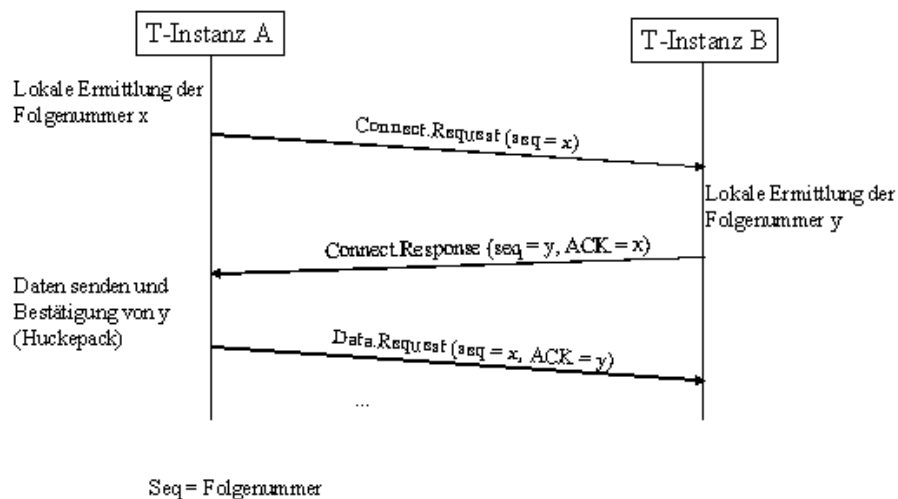 T-Instanz A
T-Instanz B
Lokale Ermittlung der
Folgenummer x
Connect.Request (seq = x)
Lokale Ermittlung der
Folgenummer y
Connect.Response (seq = y, ACK = x)
Daten senden und
Bestätigung von y
(Huckepack)
Data.Request (seq = x, ACK = y)
...
Seq = Folgenummer